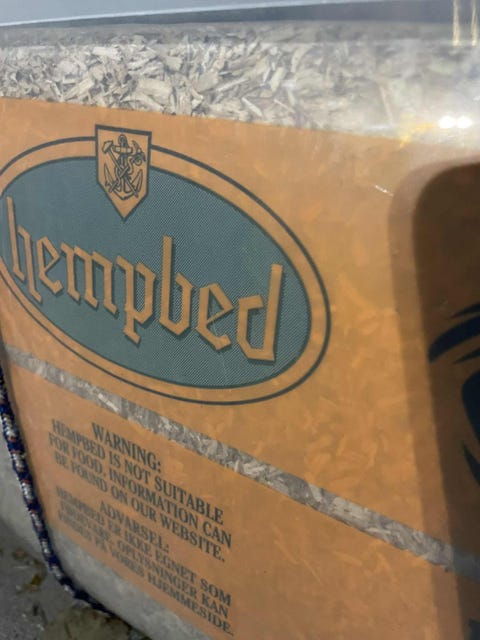 hempbed
WARNING:
HEMPBED IS NOT SUITABLE
FOR FOOD. INFORMATION CAN
BE FOUND ON OUR WEBSITE.
ADVARSEL:
HEMPBED ER IKKE EGNET SOM
FØDEVARE. OPLYSNINGER KAN
FINDES PÅ VORES HJEMMESIDE.